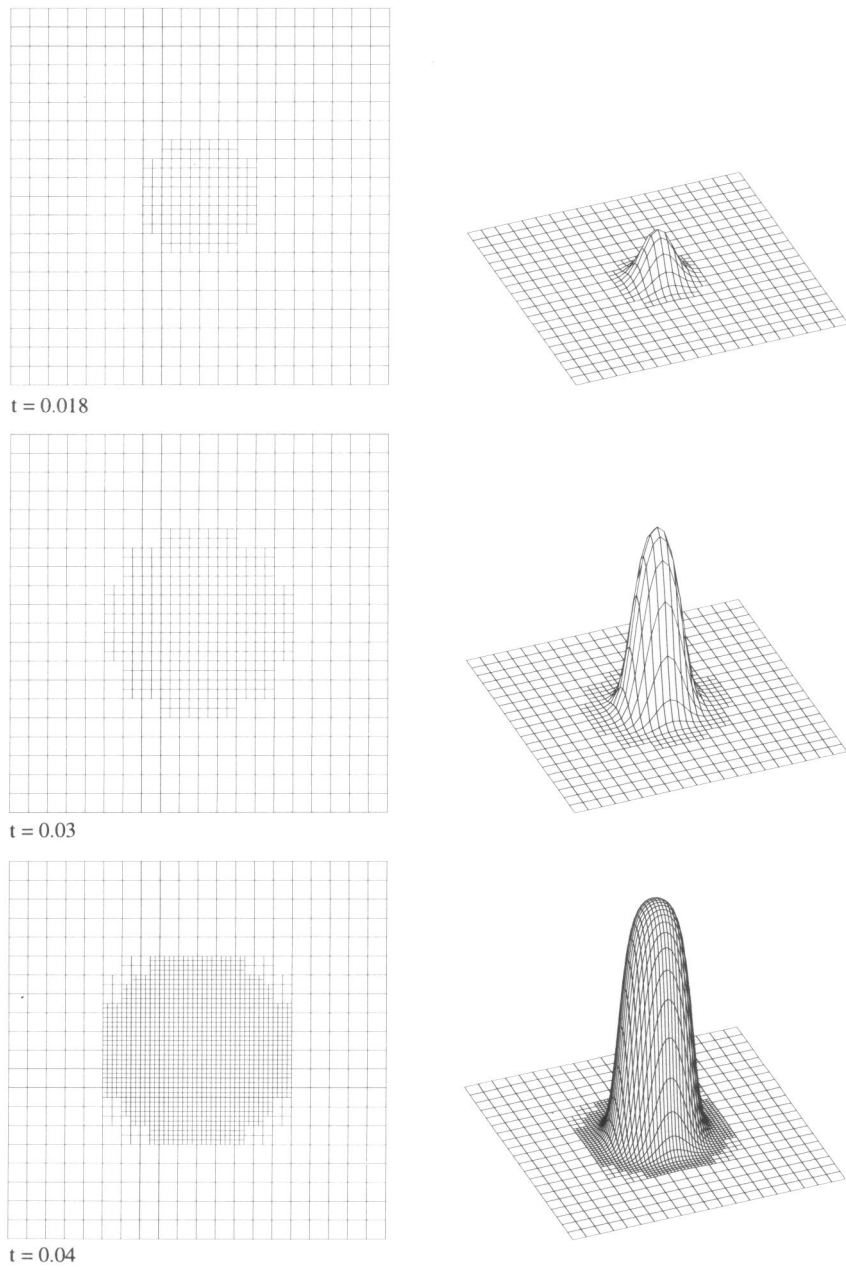 t = 0.018
t = 0.03
t = 0.04